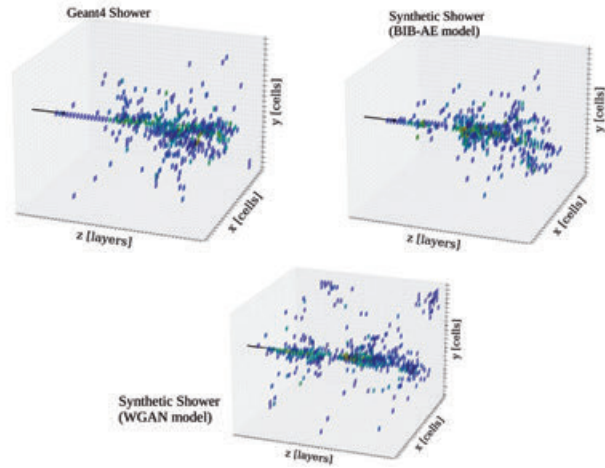 Geant4 Shower
y [cells]
x [cells]
z [layers]
Synthetic Shower
(BIB-AE model)
y [cells]
x [cells]
z [layers]
Synthetic Shower
(WGAN model)
y [cells]
x [cells]
z [layers]